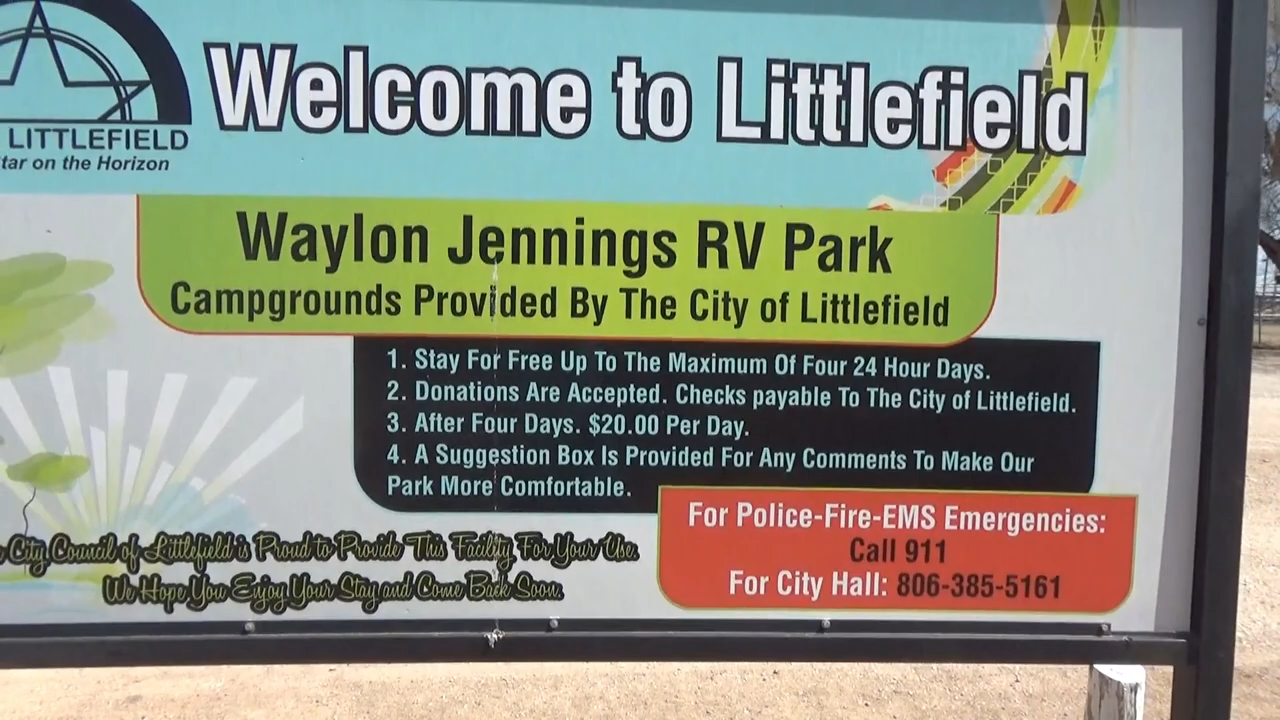 Welcome to Littlefield
LITTLEFIELD
tar on the Horizon
Waylon Jennings RV Park
Campgrounds Provided By The City of Littlefield
1. Stay For Free Up To The Maximum Of Four 24 Hour Days.
2. Donations Are Accepted. Checks payable To The City of Littlefield.
3. After Four Days. $20.00 Per Day.
4. A Suggestion Box Is Provided For Any Comments To Make Our
Park More Comfortable.
City Council of Littlefield is Proud to Provide This Facility For Your Use.
We Hope You Enjoy Your Stay and Come Back Soon.
For Police-Fire-EMS Emergencies:
Call 911
For City Hall: 806-385-5161